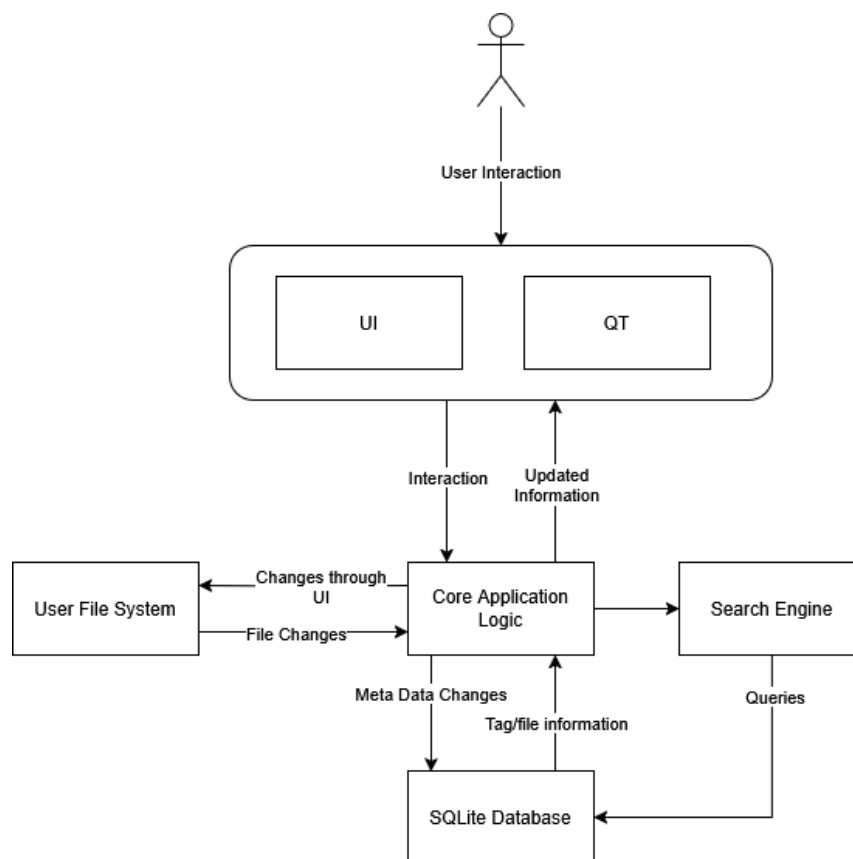 User Interaction
UI
QT
Interaction
Updated
Information
User File System
Changes through
UI
File Changes
Core Application
Logic
Search Engine
Meta Data Changes
Tag/file information
Queries
SQLite Database